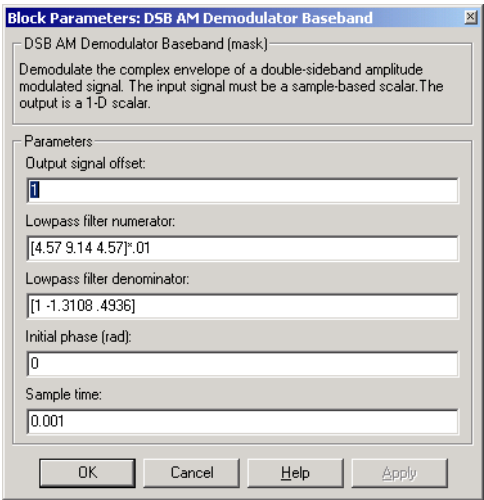 Block Parameters: DSB AM Demodulator Baseband
DSB AM Demodulator Baseband (mask)
Demodulate the complex envelope of a double-sideband amplitude
modulated signal. The input signal must be a sample-based scalar.The
output is a 1-D scalar.
Parameters
Output signal offset:
1
Lowpass filter numerator:
[4.57 9.14 4.57]*.01
Lowpass filter denominator:
[1 -1.3108 .4936]
Initial phase (rad):
0
Sample time:
0.001
OK Cancel Help Apply